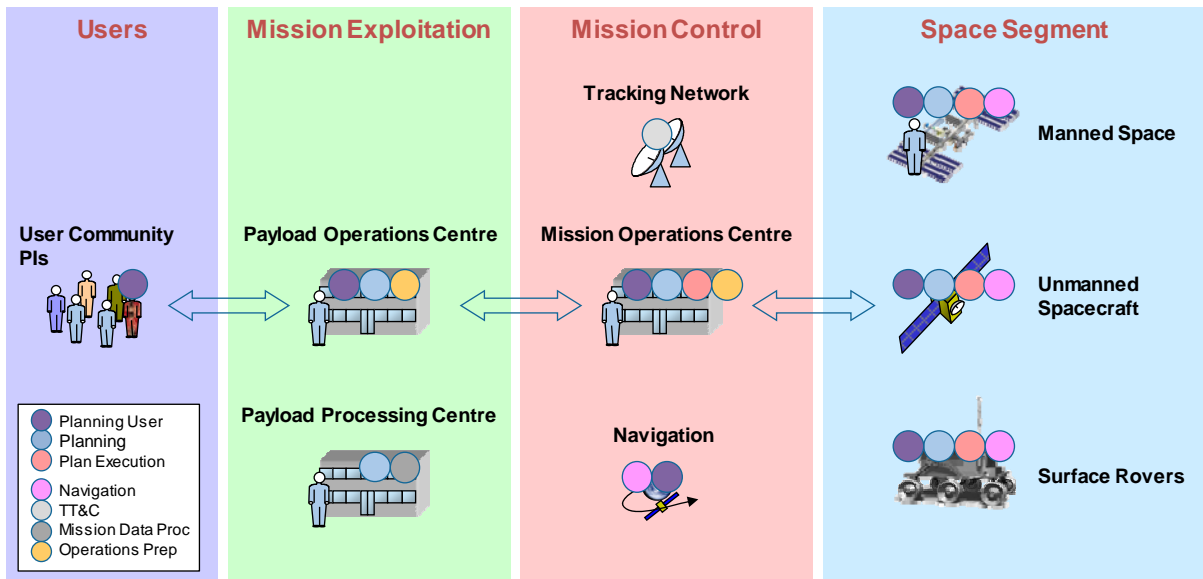 Users
Mission Exploitation
Mission Control
Space Segment
Tracking Network
Manned Space
User Community
PIs
Payload Operations Centre
Mission Operations Centre
Unmanned
Spacecraft
Payload Processing Centre
Navigation
Surface Rovers
Planning User
Planning
Plan Execution
Navigation
TT&C
Mission Data Proc
Operations Prep